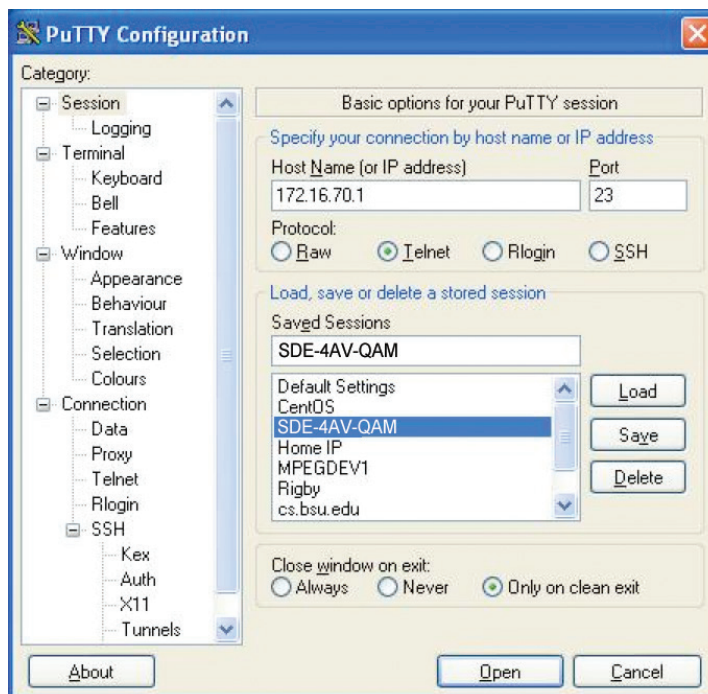 PuTTY Configuration
Category:
Session
Logging
Terminal
Keyboard
Bell
Features
Window
Appearance
Behaviour
Translation
Selection
Colours
Connection
Data
Proxy
Telnet
Rlogin
SSH
Kex
Auth
X11
Tunnels
Basic options for your PuTTY session
Specify your connection by host name or IP address
Host Name (or IP address) Port
172.16.70.1 23
Protocol:
Raw Telnet Rlogin SSH
Load, save or delete a stored session
Saved Sessions
SDE-4AV-QAM
Default Settings
CentOS
SDE-4AV-QAM
Home IP
MPEGDEV1
Rigby
cs.bsu.edu
Load
Save
Delete
Close window on exit:
Always Never Only on clean exit
About Open Cancel